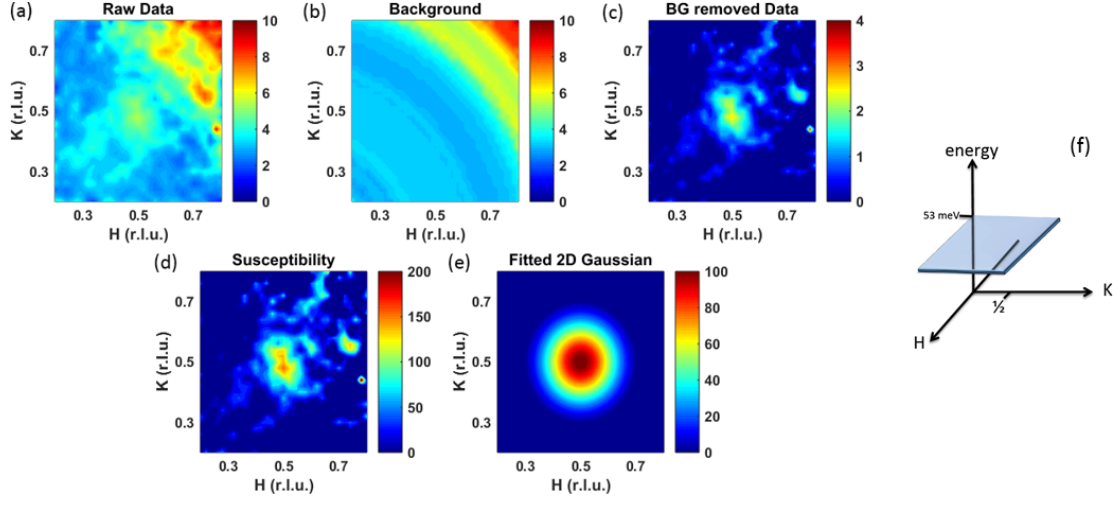 (a)
Raw Data
K (r.l.u.)
0.7
0.5
0.3
0.3 0.5 0.7
H (r.l.u.)
10
8
6
4
2
0
(b)
Background
K (r.l.u.)
0.7
0.5
0.3
0.3 0.5 0.7
H (r.l.u.)
10
8
6
4
2
0
(c)
BG removed Data
K (r.l.u.)
0.7
0.5
0.3
0.3 0.5 0.7
H (r.l.u.)
4
3
2
1
0
(d)
Susceptibility
K (r.l.u.)
0.7
0.5
0.3
0.3 0.5 0.7
H (r.l.u.)
200
150
100
50
0
(e)
Fitted 2D Gaussian
K (r.l.u.)
0.7
0.5
0.3
0.3 0.5 0.7
H (r.l.u.)
100
80
60
40
20
0
(f)
energy
53 meV
½
K
H